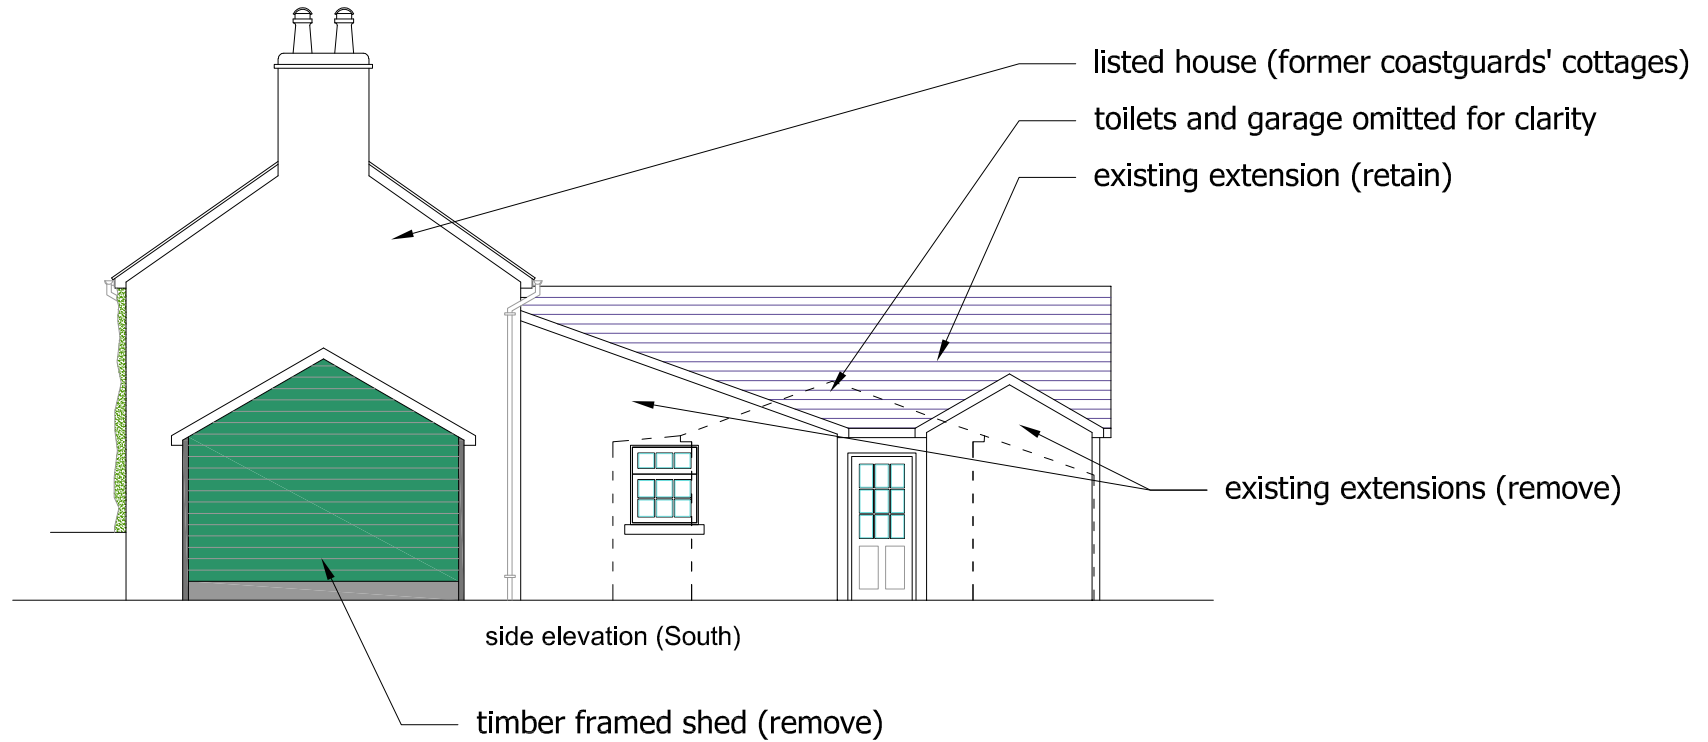 listed house (former coastguards' cottages)
toilets and garage omitted for clarity
existing extension (retain)
existing extensions (remove)
side elevation (South)
timber framed shed (remove)